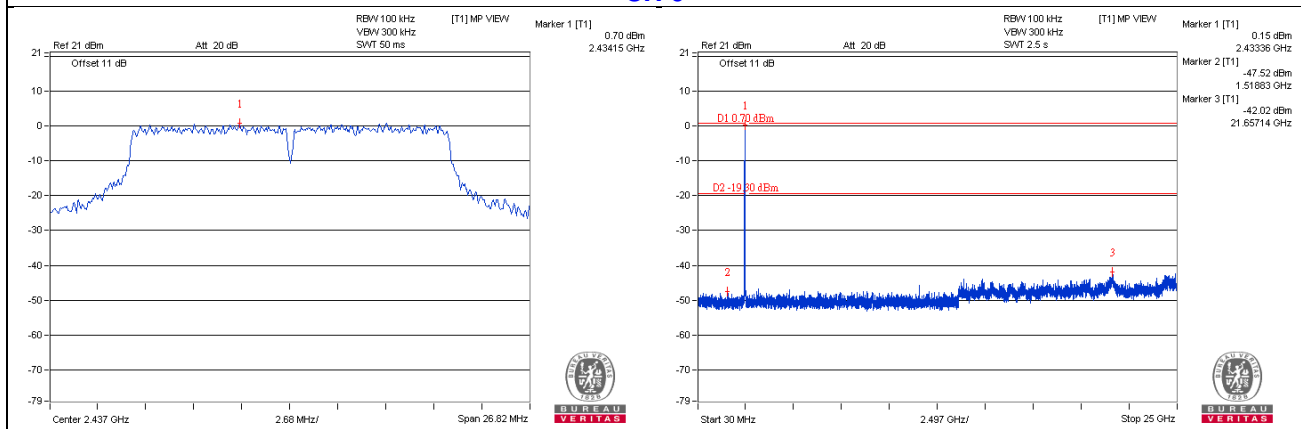 RBW 100 kHz
VBW 300 kHz
SWT 50 ms
[T1] MP VIEW
Marker 1 [T1]
0.70 dBm
2.43415 GHz
Ref 21 dBm
Att 20 dB
Offset 11 dB
21
10
0
-10
-20
-30
-40
-50
-60
-70
-79
1
Center 2.437 GHz
2.68 MHz/
Span 26.82 MHz
BUREAU VERITAS
1828
BUREAU
VERITAS
RBW 100 kHz
VBW 300 kHz
SWT 2.5 s
[T1] MP VIEW
Marker 1 [T1]
0.15 dBm
2.43336 GHz
Marker 2 [T1]
-47.52 dBm
1.51883 GHz
Marker 3 [T1]
-42.02 dBm
21.65714 GHz
Ref 21 dBm
Att 20 dB
Offset 11 dB
21
10
0
-10
-20
-30
-40
-50
-60
-70
-79
1
D1 0.70 dBm
D2 -19.30 dBm
2
3
Start 30 MHz
2.497 GHz/
Stop 25 GHz
BUREAU VERITAS
1828
BUREAU
VERITAS